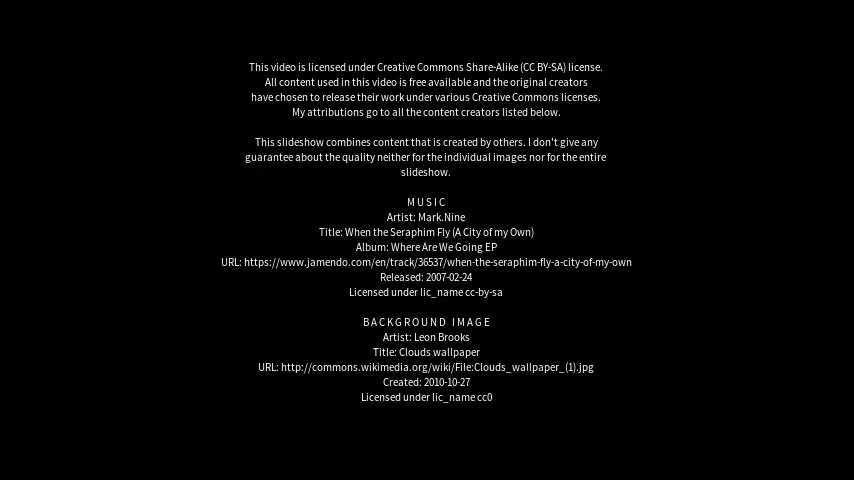 This video is licensed under Creative Commons Share-Alike (CC BY-SA) license.
All content used in this video is free available and the original creators
have chosen to release their work under various Creative Commons licenses.
My attributions go to all the content creators listed below.
This slideshow combines content that is created by others. I don't give any
guarantee about the quality neither for the individual images nor for the entire
slideshow.
M U S I C
Artist: Mark.Nine
Title: When the Seraphim Fly (A City of my Own)
Album: Where Are We Going EP
URL: https://www.jamendo.com/en/track/36537/when-the-seraphim-fly-a-city-of-my-own
Released: 2007-02-24
Licensed under lic_name cc-by-sa
B A C K G R O U N D   I M A G E
Artist: Leon Brooks
Title: Clouds wallpaper
URL: http://commons.wikimedia.org/wiki/File:Clouds_wallpaper_(1).jpg
Created: 2010-10-27
Licensed under lic_name cc0